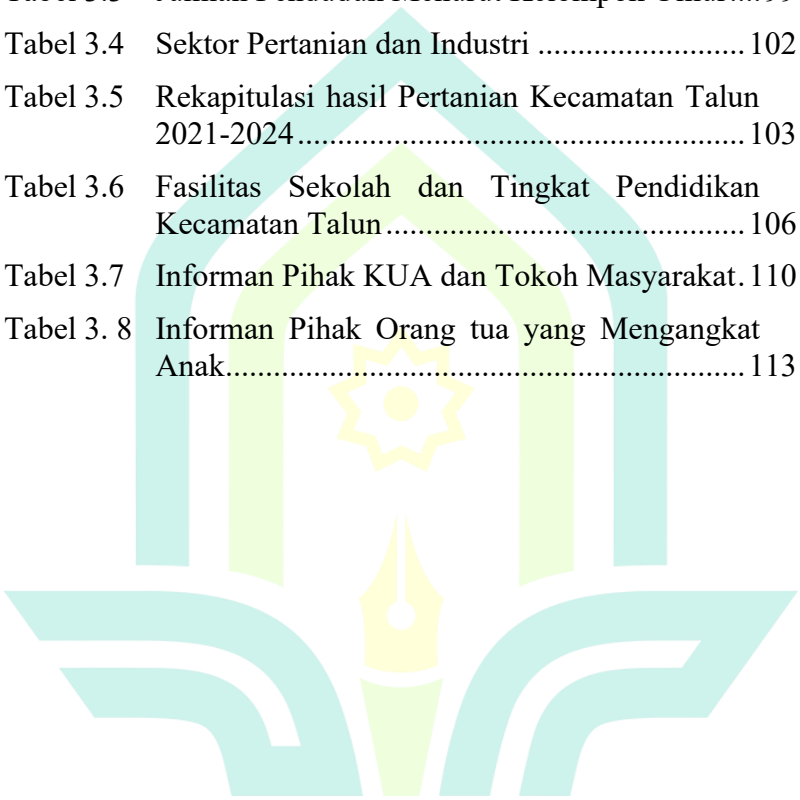 Tabel 3.4 Sektor Pertanian dan Industri ........................ 102
Tabel 3.5 Rekapitulasi hasil Pertanian Kecamatan Talun
2021-2024.................................................... 103
Tabel 3.6 Fasilitas Sekolah dan Tingkat Pendidikan
Kecamatan Talun.......................................... 106
Tabel 3.7 Informan Pihak KUA dan Tokoh Masyarakat. 110
Tabel 3. 8 Informan Pihak Orang tua yang Mengangkat
Anak............................................................. 113